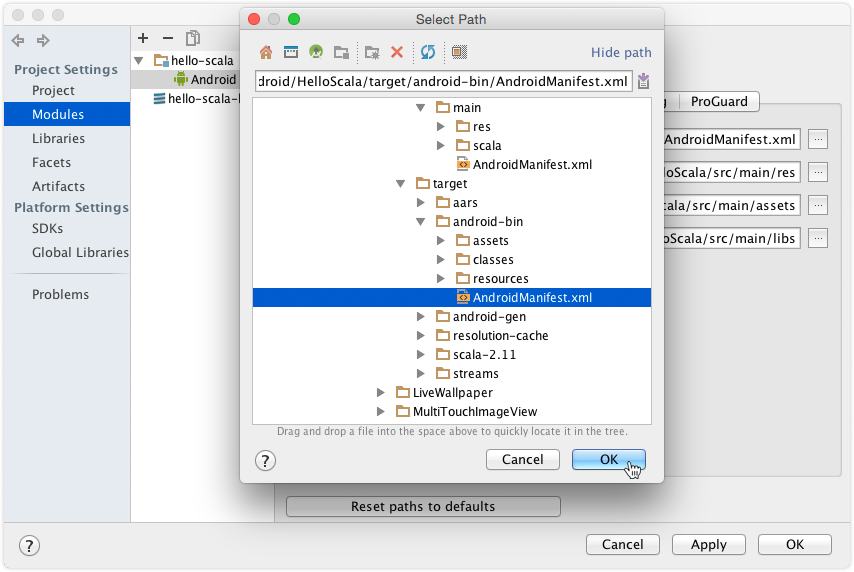 Select Path
Hide path
droid/HelloScala/target/android-bin/AndroidManifest.xml
main
res
scala
AndroidManifest.xml
target
aars
android-bin
assets
classes
resources
AndroidManifest.xml
android-gen
resolution-cache
scala-2.11
streams
LiveWallpaper
MultiTouchImageView
Drag and drop a file into the space above to quickly locate it in the tree.
?
Cancel
OK
Project Settings
Project
Modules
Libraries
Facets
Artifacts
Platform Settings
SDKs
Global Libraries
Problems
hello-scala
Android
hello-scala-
ProGuard
AndroidManifest.xml
loScala/src/main/res
cala/src/main/assets
oScala/src/main/libs
Reset paths to defaults
?
Cancel
Apply
OK